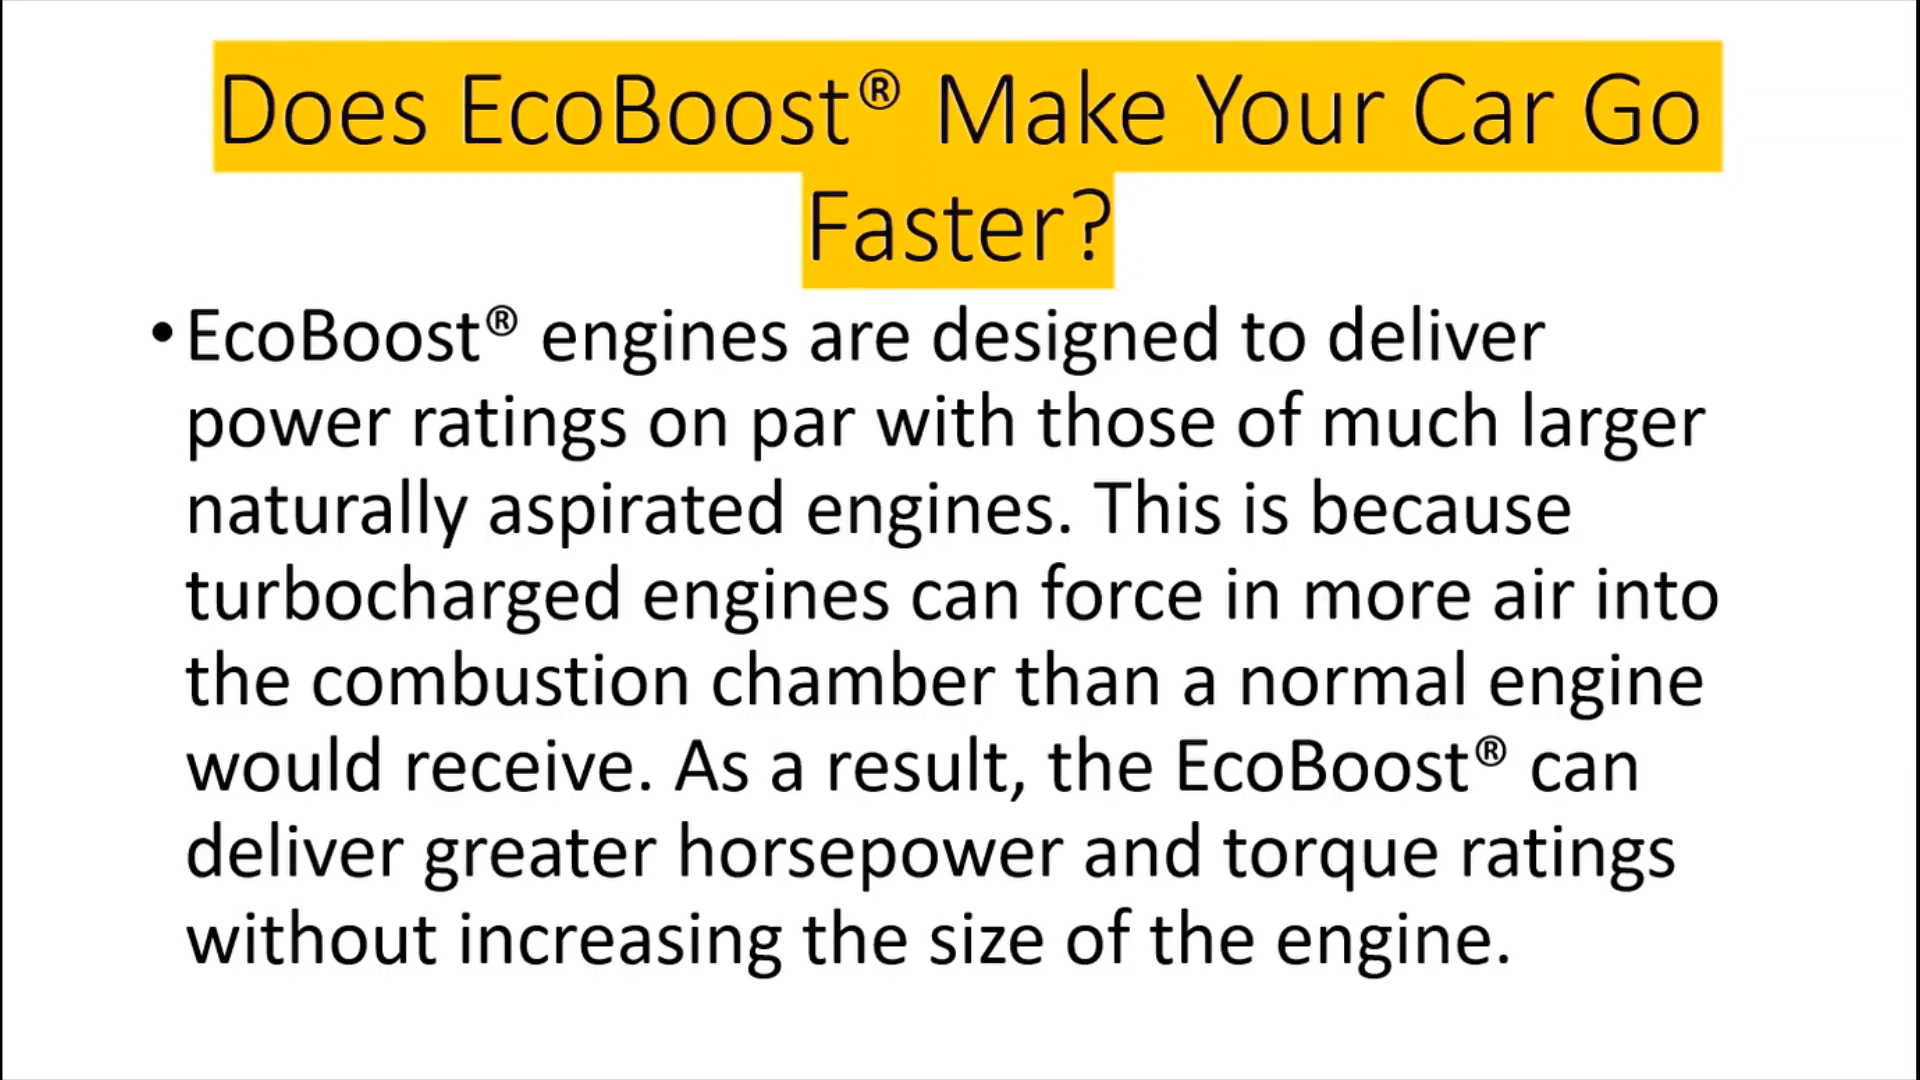 Does EcoBoost® Make Your Car Go
Faster?
•EcoBoost® engines are designed to deliver
power ratings on par with those of much larger
naturally aspirated engines. This is because
turbocharged engines can force in more air into
the combustion chamber than a normal engine
would receive. As a result, the EcoBoost® can
deliver greater horsepower and torque ratings
without increasing the size of the engine.